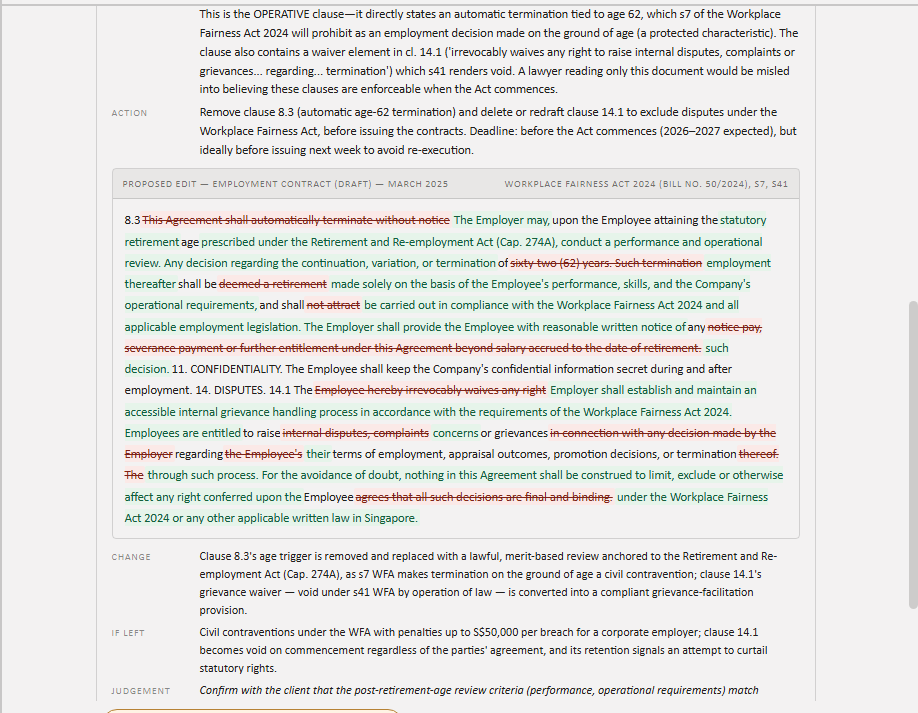 This is the OPERATIVE clause—it directly states an automatic termination tied to age 62, which s7 of the Workplace
Fairness Act 2024 will prohibit as an employment decision made on the ground of age (a protected characteristic). The
clause also contains a waiver element in cl. 14.1 ('irrevocably waives any right to raise internal disputes, complaints or
grievances... regarding... termination') which s41 renders void. A lawyer reading only this document would be misled
into believing these clauses are enforceable when the Act commences.
ACTION Remove clause 8.3 (automatic age-62 termination) and delete or redraft clause 14.1 to exclude disputes under the
Workplace Fairness Act, before issuing the contracts. Deadline: before the Act commences (2026–2027 expected), but
ideally before issuing next week to avoid re-execution.
PROPOSED EDIT — EMPLOYMENT CONTRACT (DRAFT) — MARCH 2025 WORKPLACE FAIRNESS ACT 2024 (BILL NO. 50/2024), S7, S41
8.3 This Agreement shall automatically terminate without notice The Employer may, upon the Employee attaining the statutory
retirement age prescribed under the Retirement and Re-employment Act (Cap. 274A), conduct a performance and operational
review. Any decision regarding the continuation, variation, or termination of sixty-two (62) years. Such termination employment
thereafter shall be deemed a retirement made solely on the basis of the Employee's performance, skills, and the Company's
operational requirements, and shall not attract be carried out in compliance with the Workplace Fairness Act 2024 and all
applicable employment legislation. The Employer shall provide the Employee with reasonable written notice of any notice pay,
severance payment or further entitlement under this Agreement beyond salary accrued to the date of retirement. such
decision. 11. CONFIDENTIALITY. The Employee shall keep the Company's confidential information secret during and after
employment. 14. DISPUTES. 14.1 The Employee hereby irrevocably waives any right Employer shall establish and maintain an
accessible internal grievance handling process in accordance with the requirements of the Workplace Fairness Act 2024.
Employees are entitled to raise internal disputes, complaints concerns or grievances in connection with any decision made by the
Employer regarding the Employee's their terms of employment, appraisal outcomes, promotion decisions, or termination thereof.
The through such process. For the avoidance of doubt, nothing in this Agreement shall be construed to limit, exclude or otherwise
affect any right conferred upon the Employee agrees that all such decisions are final and binding. under the Workplace Fairness
Act 2024 or any other applicable written law in Singapore.
CHANGE Clause 8.3's age trigger is removed and replaced with a lawful, merit-based review anchored to the Retirement and Re-
employment Act (Cap. 274A), as s7 WFA makes termination on the ground of age a civil contravention; clause 14.1's
grievance waiver — void under s41 WFA by operation of law — is converted into a compliant grievance-facilitation
provision.
IF LEFT Civil contraventions under the WFA with penalties up to S$50,000 per breach for a corporate employer; clause 14.1
becomes void on commencement regardless of the parties' agreement, and its retention signals an attempt to curtail
statutory rights.
JUDGEMENT Confirm with the client that the post-retirement-age review criteria (performance, operational requirements) match